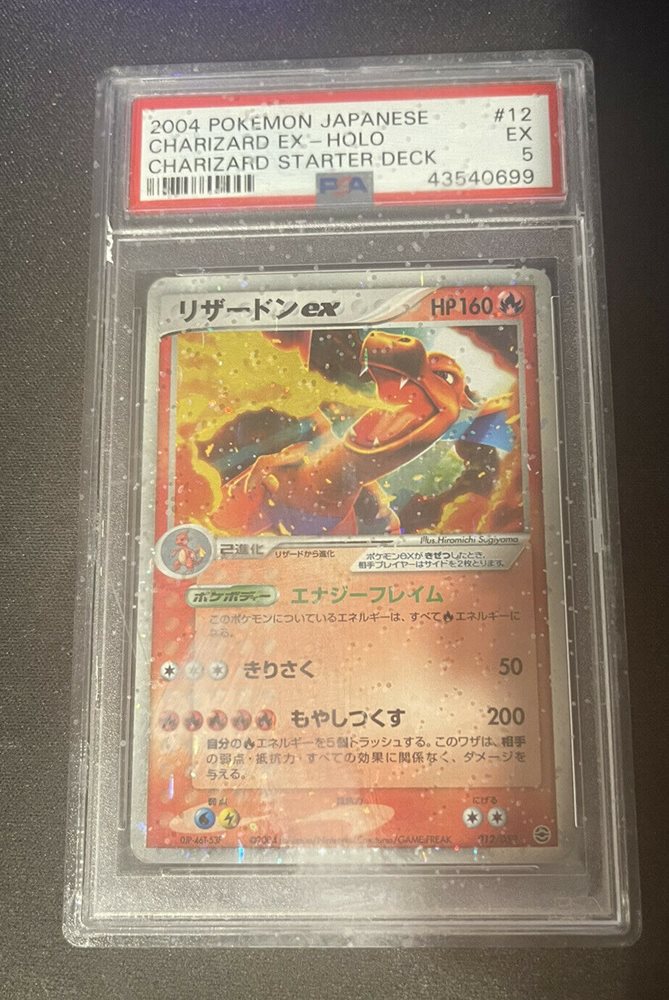 2004 POKEMON JAPANESE #12
CHARIZARD EX - HOLO EX
CHARIZARD STARTER DECK 5
PSA 43540699
リザードンex HP160
Illus.Hiromichi Sugiyama
2進化 リザードから進化
ポケモンexがきぜつしたとき、
相手プレイヤーはサイドを2枚とります。
ポケボディー エナジーフレイム
このポケモンについているエネルギーは、すべてエネルギーに
なる。
きりさく 50
もやしつくす 200
自分のエネルギーを5個トラッシュする。このワザは、相手
の弱点・抵抗力・すべての効果に関係なく、ダメージを
与える。
弱点 抵抗力 にげる
©2004 /GAME FREAK